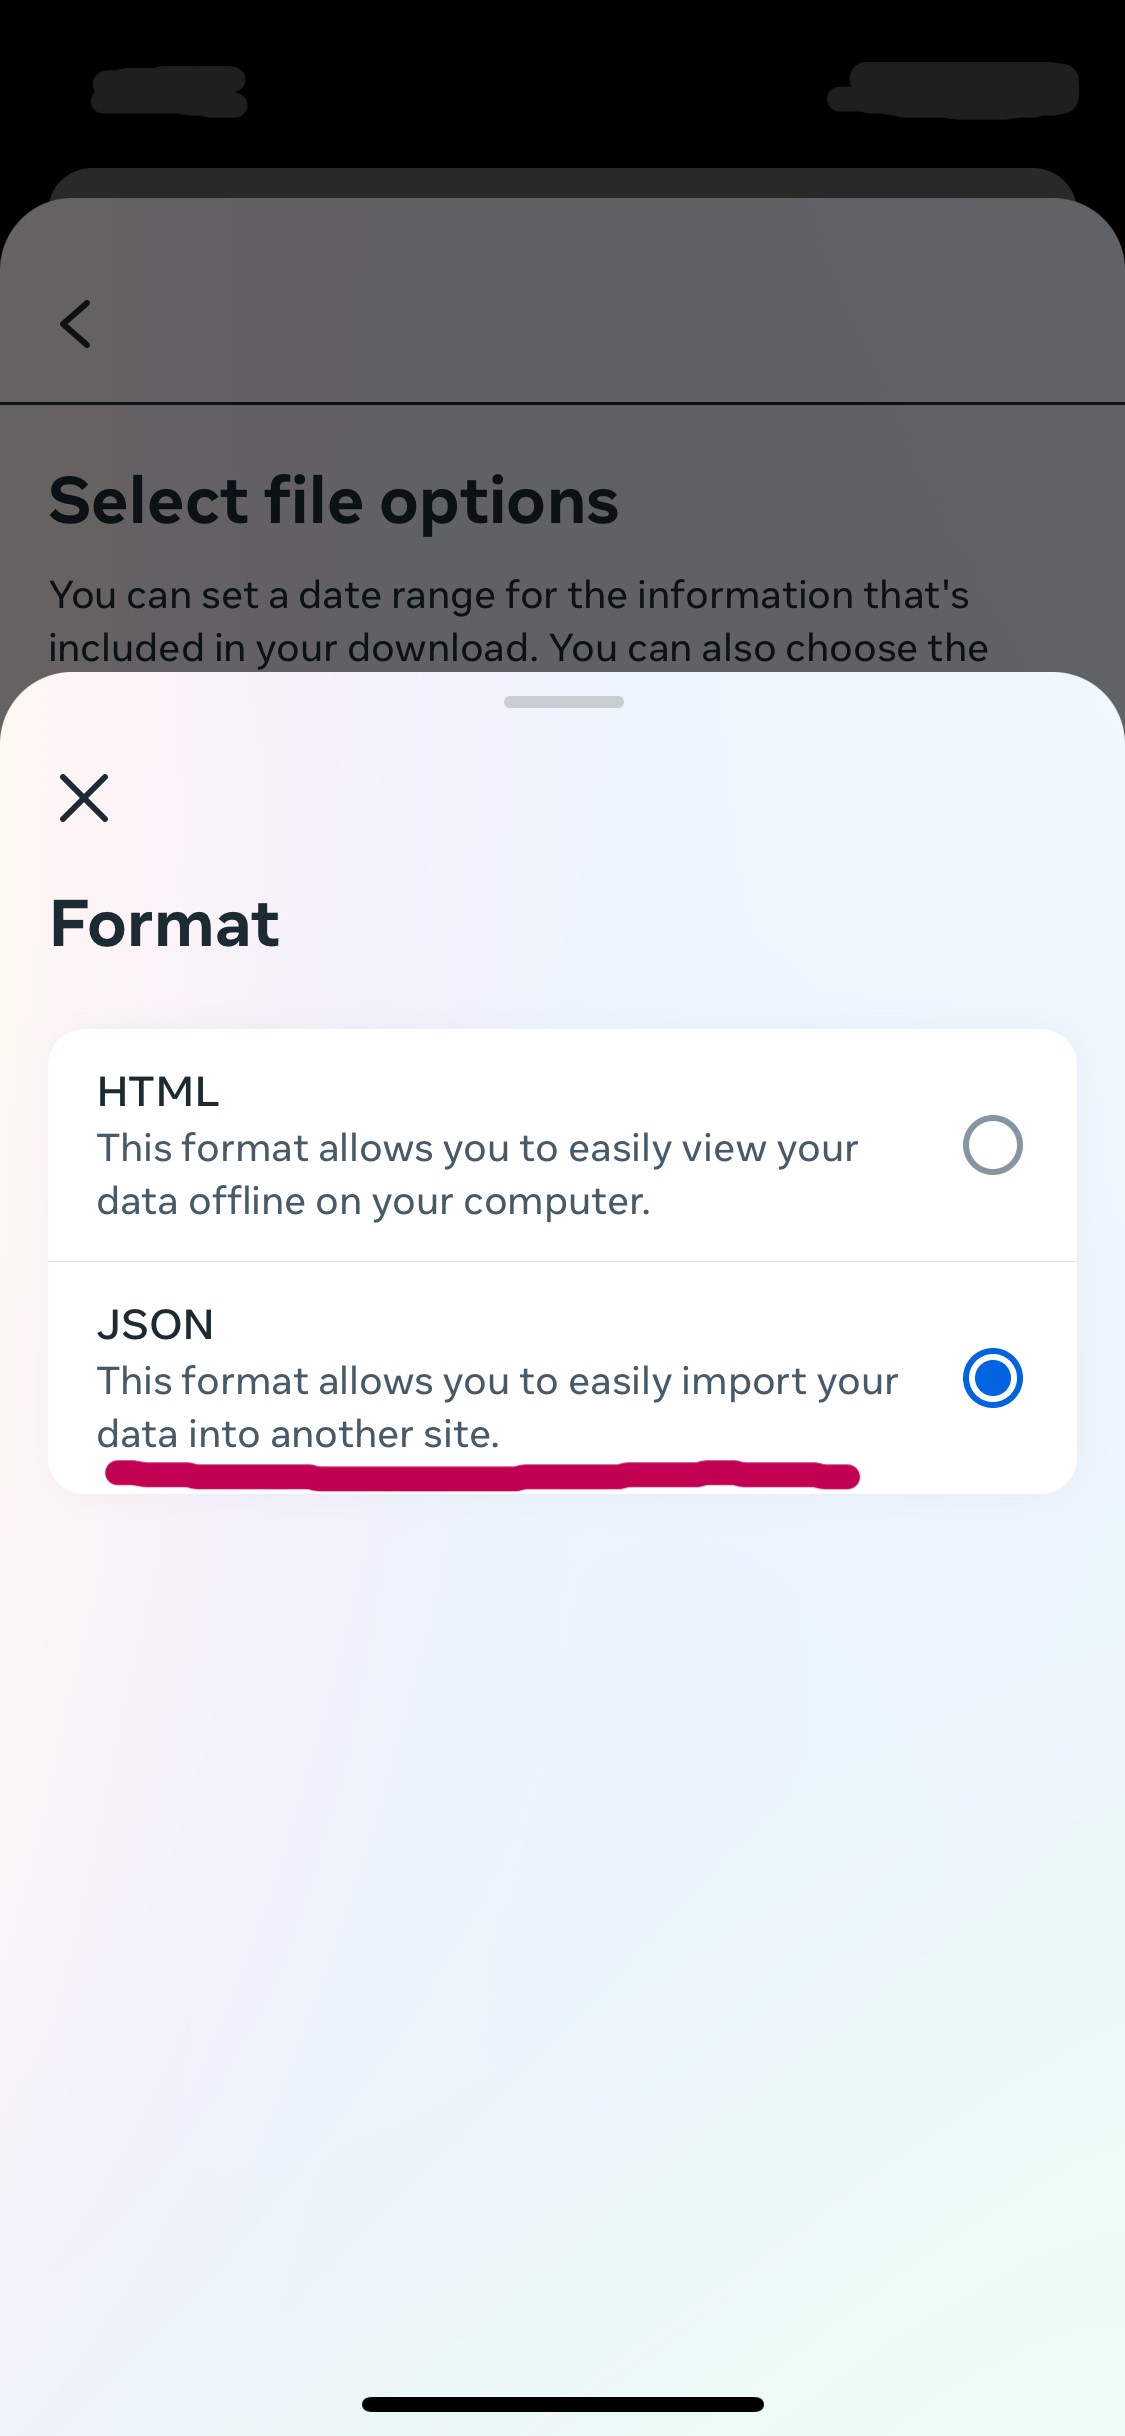 Select file options
You can set a date range for the information that's
included in your download. You can also choose the
Format
HTML
This format allows you to easily view your
data offline on your computer.
JSON
This format allows you to easily import your
data into another site.